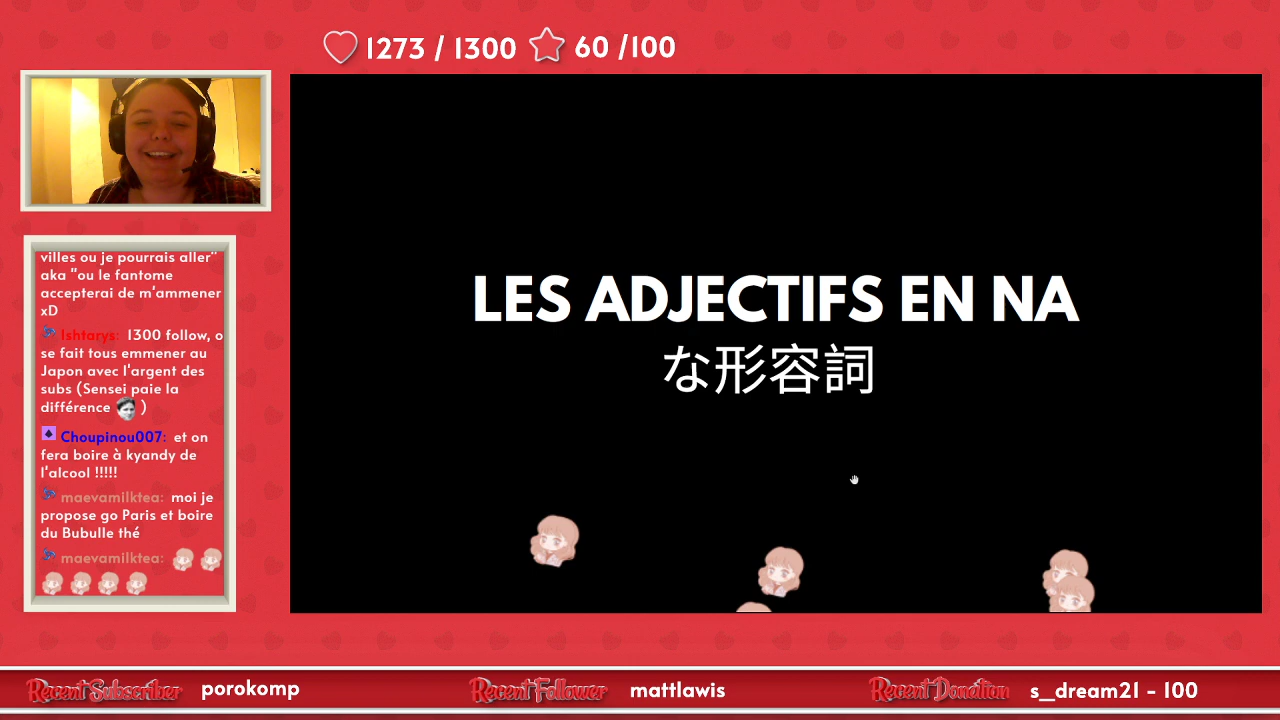 1273 / 1300 60 /100
villes ou je pourrais aller"
aka "ou le fantome
accepterai de m'ammener
xD
Ishtarys: 1300 follow, o
se fait tous emmener au
Japon avec l'argent des
subs (Sensei paie la
différence )
Choupinou007: et on
fera boire à kyandy de
l'alcool !!!!!
maevamilktea: moi je
propose go Paris et boire
du Bubulle thé
maevamilktea:
LES ADJECTIFS EN NA
な形容詞
Recent Subscriber porokomp
Recent Follower mattlawis
Recent Donation s_dream21 - 100